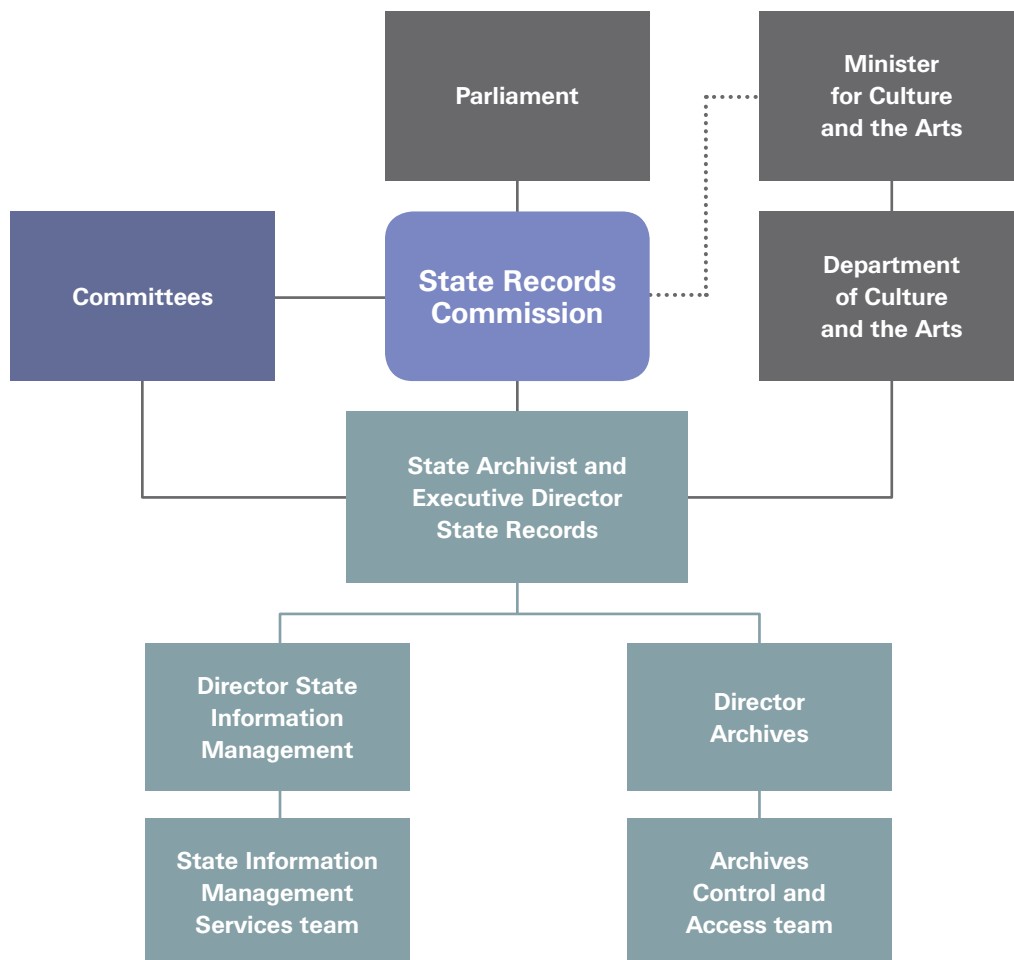 Parliament
Minister
for Culture
and the Arts
Committees
State Records
Commission
Department
of Culture
and the Arts
State Archivist and
Executive Director
State Records
Director State
Information
Management
Director
Archives
State Information
Management
Services team
Archives
Control and
Access team